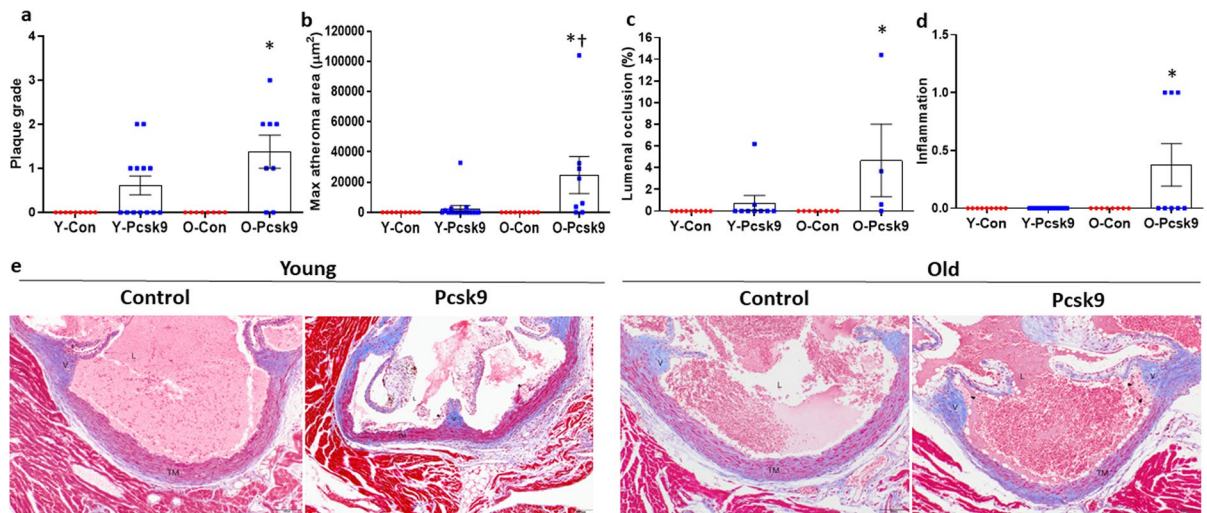 a
Plaque grade
4
3
2
1
0
Y-Con Y-Pcsk9 O-Con O-Pcsk9
*
b
Max atheroma area (µm²)
120000
100000
80000
60000
40000
20000
0
Y-Con Y-Pcsk9 O-Con O-Pcsk9
*†
c
Lumenal occlusion (%)
16
14
12
10
8
6
4
2
0
Y-Con Y-Pcsk9 O-Con O-Pcsk9
*
d
Inflammation
1.5
1.0
0.5
0.0
Y-Con Y-Pcsk9 O-Con O-Pcsk9
*
e
Young
Control
V
L
TM
Pcsk9
L
TM
Old
Control
V
L
TM
Pcsk9
V
L
V
TM